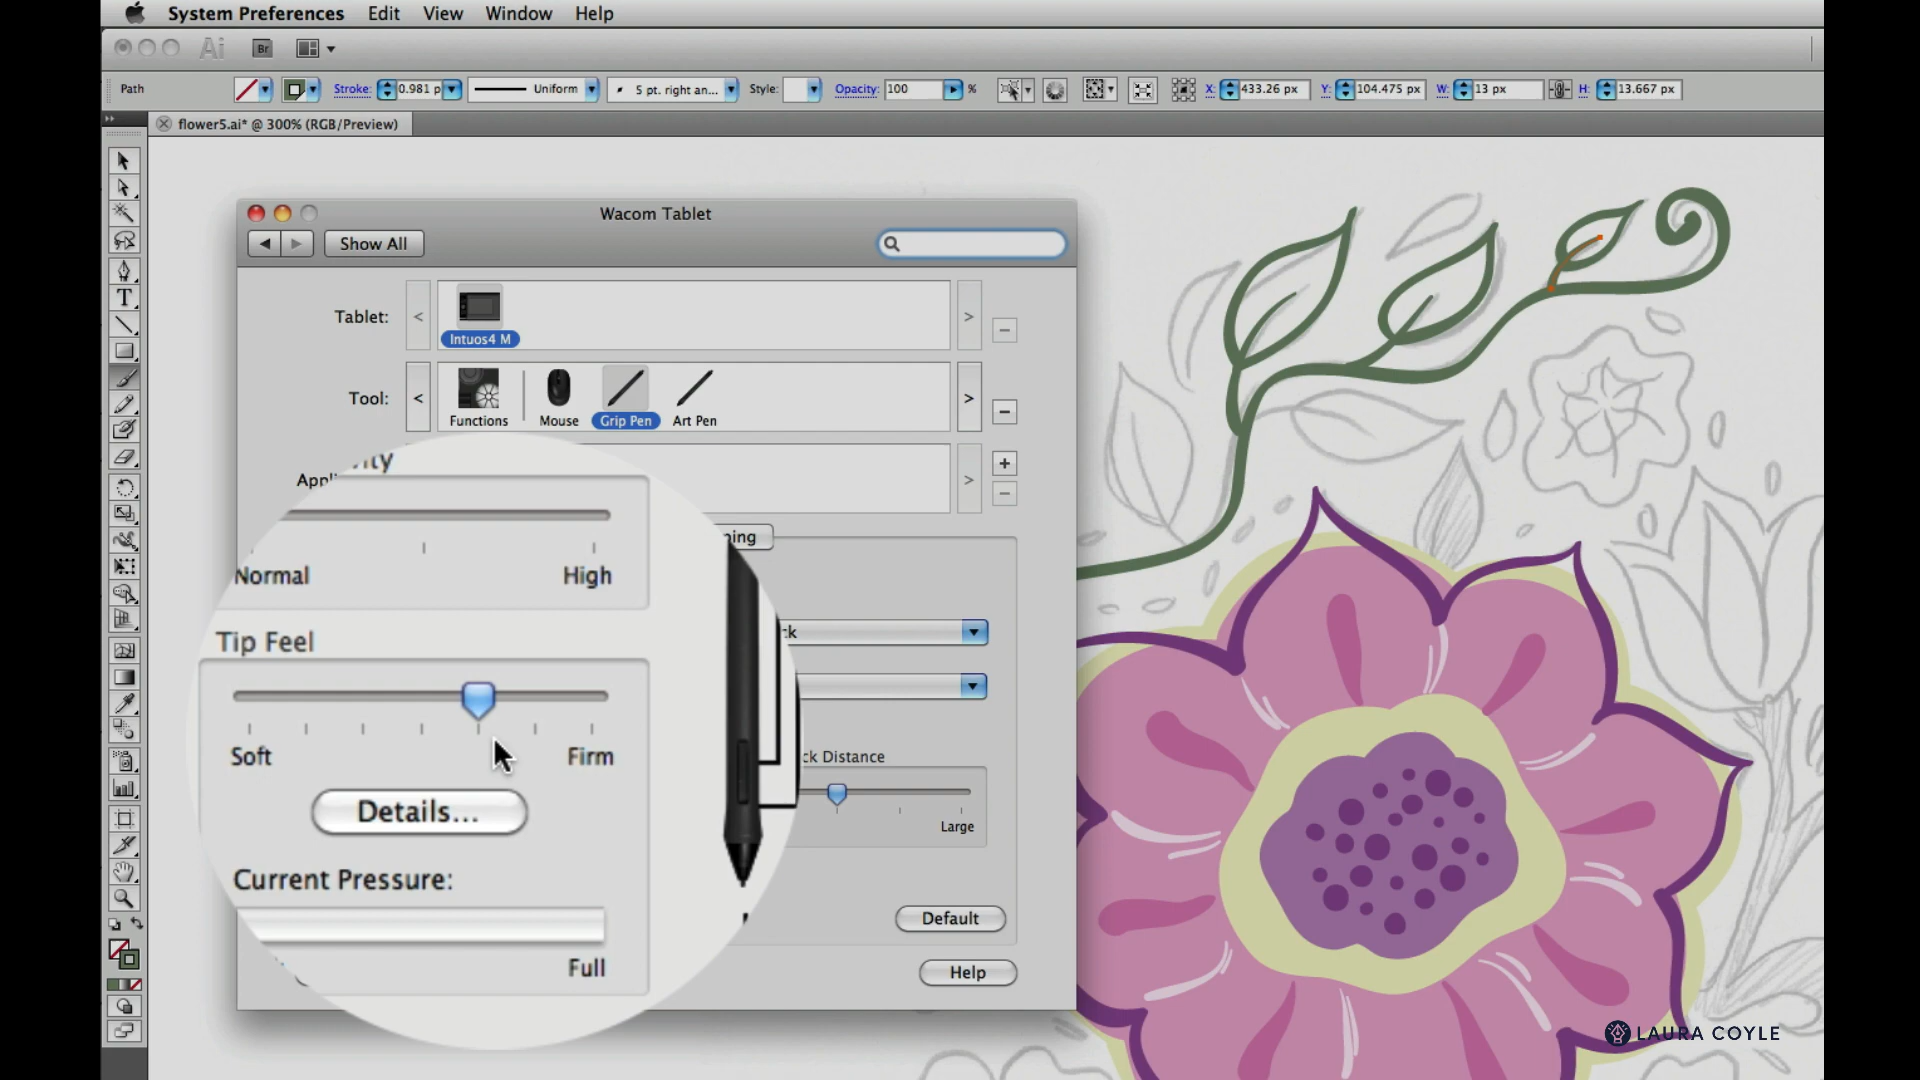 System Preferences Edit View Window Help
Ai Br
Path Stroke: 0.981 p Uniform 5 pt. right an... Style: Opacity: 100 % X: 433.26 px Y: 104.475 px W: 13 px H: 13.667 px
flower5.ai* @ 300% (RGB/Preview)
Wacom Tablet
Show All
Tablet: < >
Intuos4 M
Tool: < >
Functions Mouse Grip Pen Art Pen
Normal High
Tip Feel
Soft Firm
Details...
Current Pressure:
Full
Large
Default
Help
LAURA COYLE